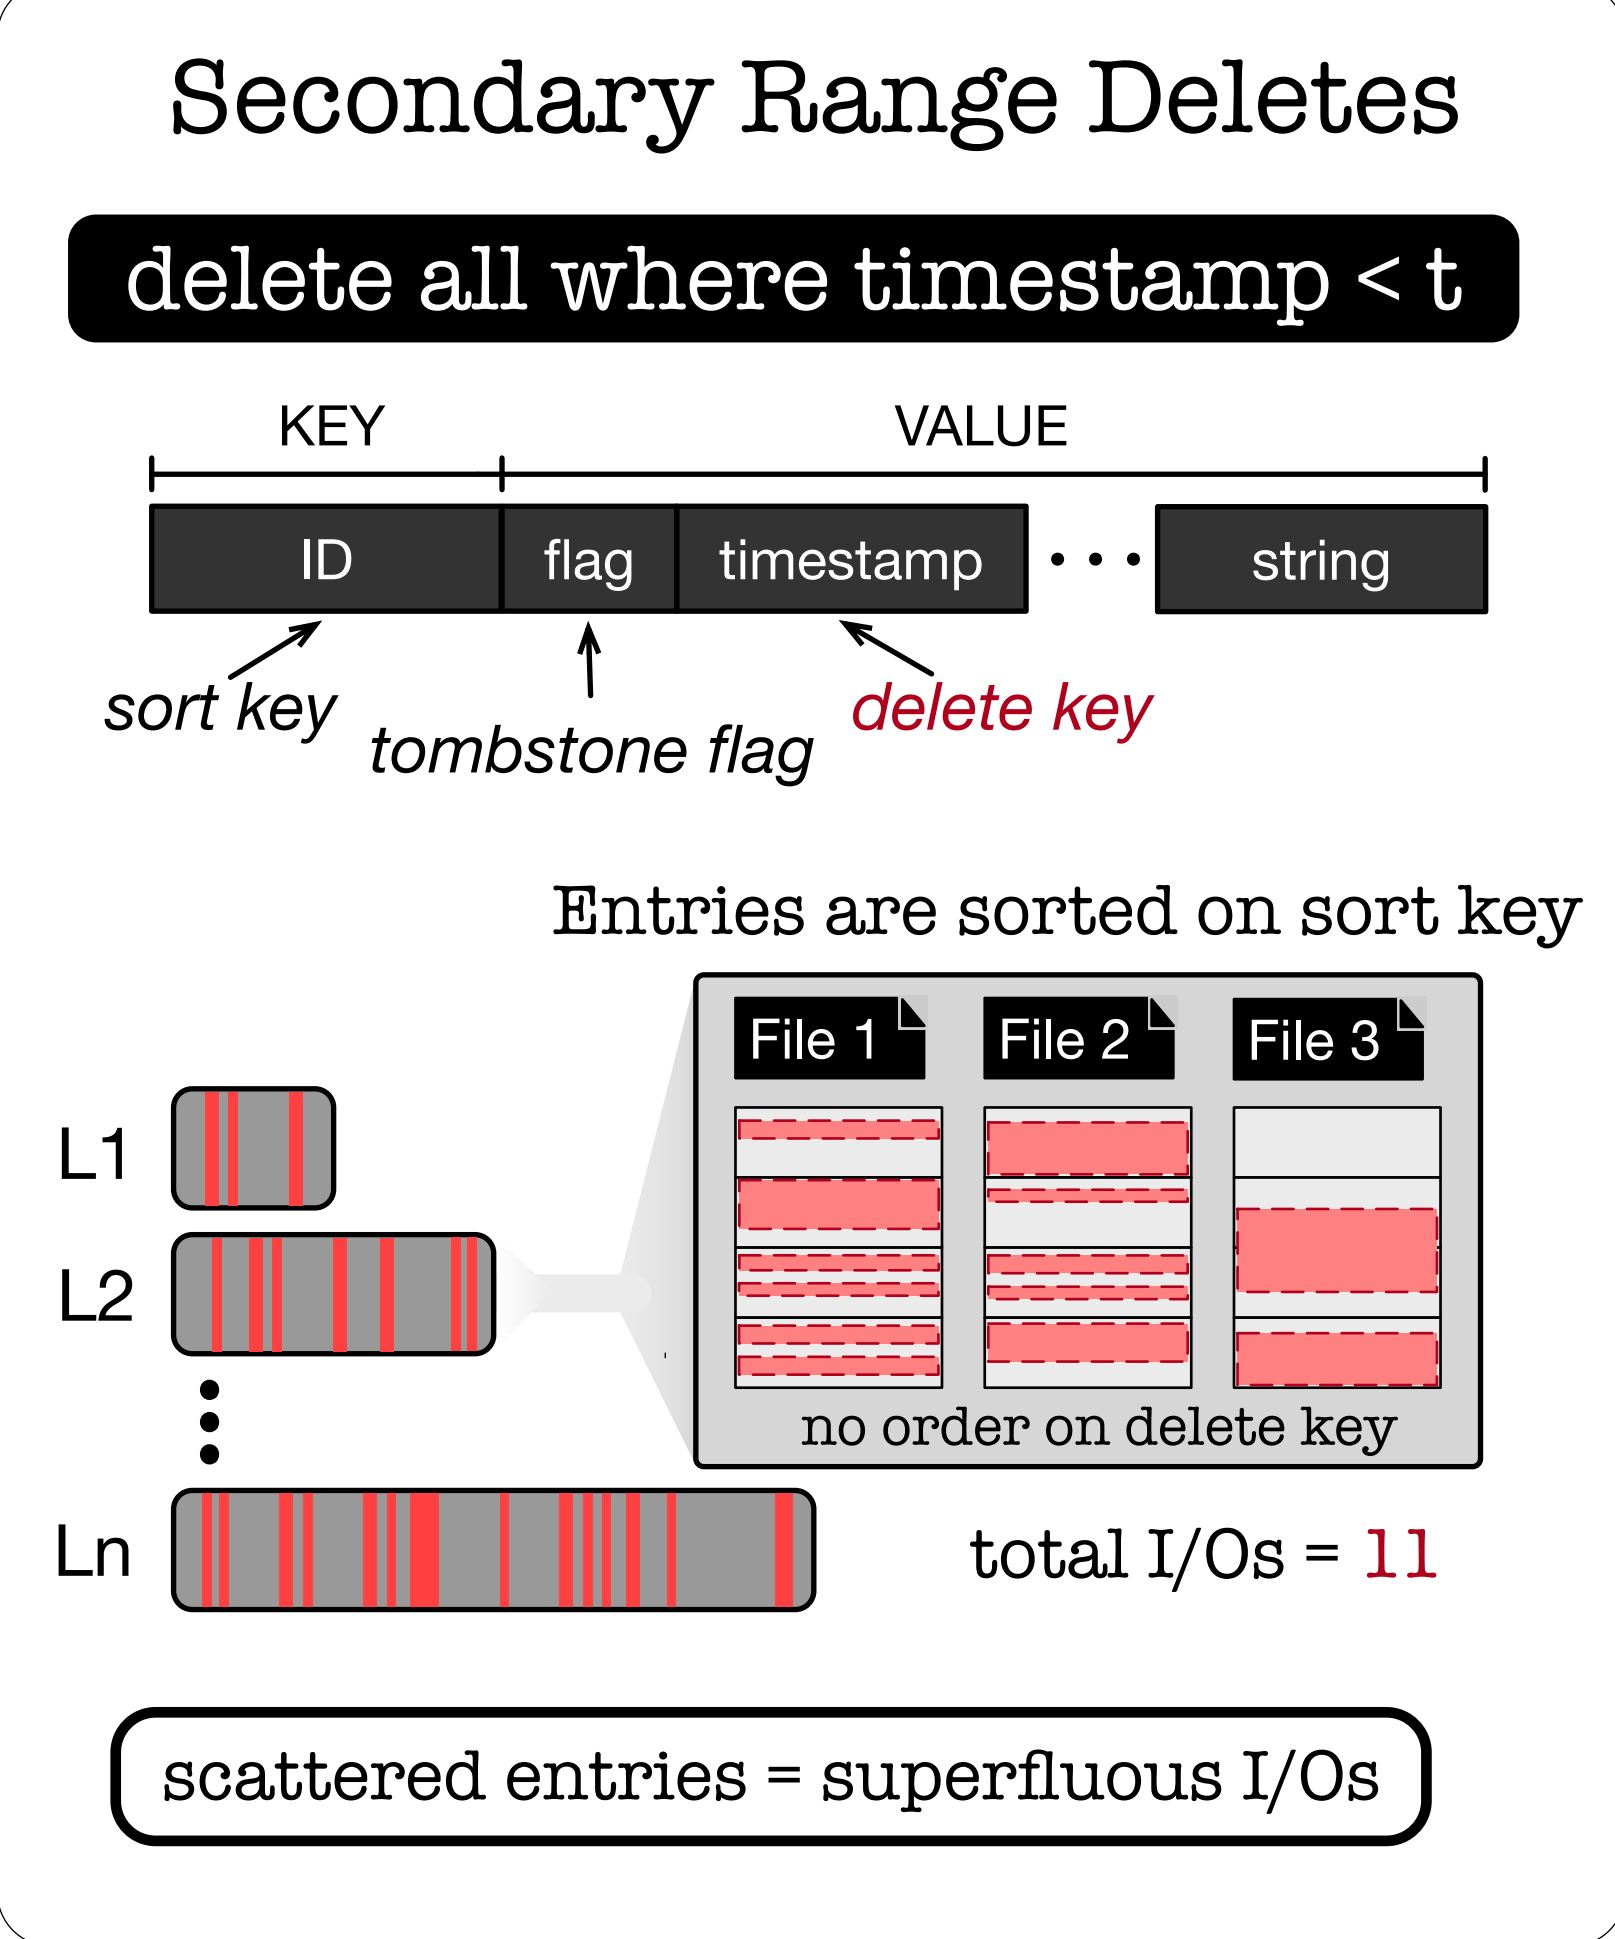 Secondary Range Deletes
delete all where timestamp < t
KEY
VALUE
ID
flag
timestamp
string
sort key
tombstone flag
delete key
Entries are sorted on sort key
File 1
File 2
File 3
L1
L2
Ln
no order on delete key
total I/Os = 11
scattered entries = superfluous I/Os